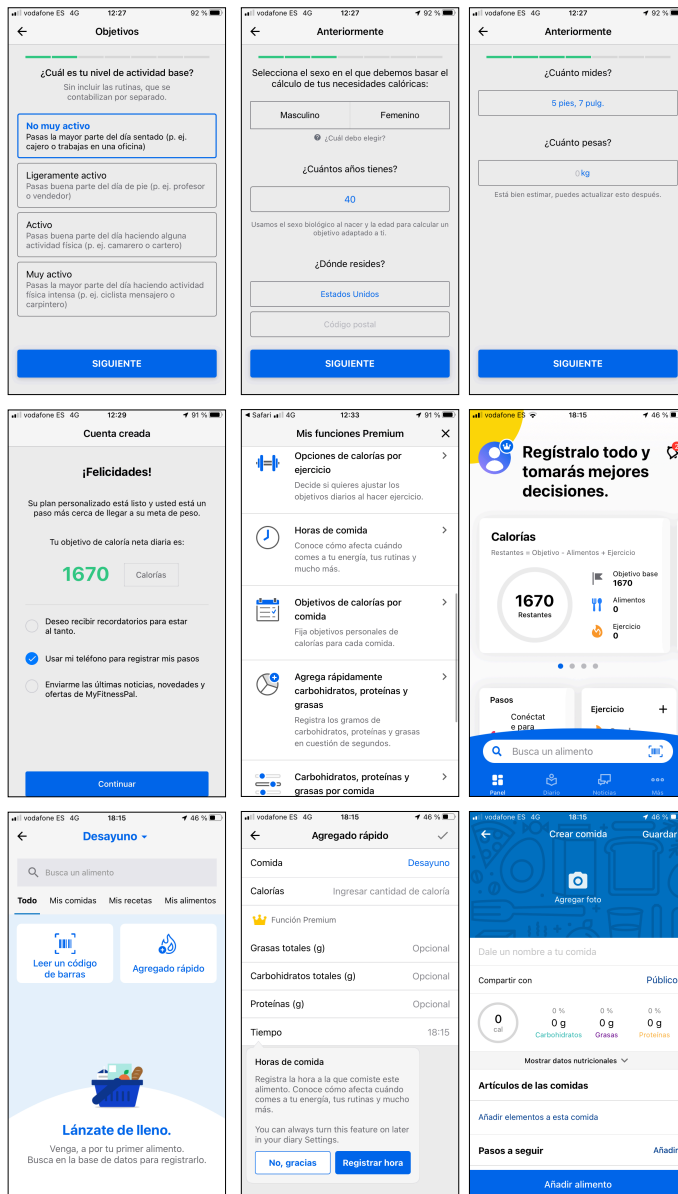 vodafone ES 4G 12:27 92 %
Objetivos
¿Cuál es tu nivel de actividad base?
Sin incluir las rutinas, que se
contabilizan por separado.
No muy activo
Pasas la mayor parte del día sentado (p. ej.
cajero o trabajas en una oficina)
Ligeramente activo
Pasas buena parte del día de pie (p. ej. profesor
o vendedor)
Activo
Pasas buena parte del día haciendo alguna
actividad física (p. ej. camarero o cartero)
Muy activo
Pasas la mayor parte del día haciendo actividad
física intensa (p. ej. ciclista mensajero o
carpintero)
SIGUIENTE
vodafone ES 4G 12:27 92 %
Anteriormente
Selecciona el sexo en el que debemos basar el
cálculo de tus necesidades calóricas:
Masculino Femenino
¿Cuál debo elegir?
¿Cuántos años tienes?
40
Usamos el sexo biológico al nacer y la edad para calcular un
objetivo adaptado a ti.
¿Dónde resides?
Estados Unidos
Código postal
SIGUIENTE
vodafone ES 4G 12:27 92 %
Anteriormente
¿Cuánto mides?
5 pies, 7 pulg.
¿Cuánto pesas?
0 kg
Está bien estimar, puedes actualizar esto después.
SIGUIENTE
vodafone ES 4G 12:29 91 %
Cuenta creada
¡Felicidades!
Su plan personalizado está listo y usted está un
paso más cerca de llegar a su meta de peso.
Tu objetivo de caloría neta diaria es:
1670 Calorías
Deseo recibir recordatorios para estar
al tanto.
Usar mi teléfono para registrar mis pasos
Enviarme las últimas noticias, novedades y
ofertas de MyFitnessPal.
Continuar
Safari 4G 12:33 91 %
Mis funciones Premium
Opciones de calorías por
ejercicio
Decide si quieres ajustar los
objetivos diarios al hacer ejercicio.
Horas de comida
Conoce cómo afecta cuándo
comes a tu energía, tus rutinas y
mucho más.
Objetivos de calorías por
comida
Fija objetivos personales de
calorías para cada comida.
Agrega rápidamente
carbohidratos, proteínas y
grasas
Registra los gramos de
carbohidratos, proteínas y grasas
en cuestión de segundos.
Carbohidratos, proteínas y
grasas por comida
vodafone ES 18:15 46 %
Regístralo todo y
tomarás mejores
decisiones.
Calorías
Restantes = Objetivo - Alimentos + Ejercicio
1670
Restantes
Objetivo base
1670
Alimentos
0
Ejercicio
0
Pasos
Conéctat
e para
Ejercicio +
Busca un alimento
Panel Diario Noticias Más
vodafone ES 4G 18:15 46 %
Desayuno
Busca un alimento
Todo Mis comidas Mis recetas Mis alimentos
Leer un código
de barras
Agregado rápido
Lánzate de lleno.
Venga, a por tu primer alimento.
Busca en la base de datos para registrarlo.
vodafone ES 4G 18:15 46 %
Agregado rápido
Comida Desayuno
Calorías Ingresar cantidad de caloría
Función Premium
Grasas totales (g) Opcional
Carbohidratos totales (g) Opcional
Proteínas (g) Opcional
Tiempo 18:15
Horas de comida
Registra la hora a la que comiste este
alimento. Conoce cómo afecta cuándo
comes a tu energía, tus rutinas y mucho
más.
You can always turn this feature on later
in your diary Settings.
No, gracias Registrar hora
vodafone ES 4G 18:15 46 %
Crear comida Guardar
Agregar foto
Dale un nombre a tu comida
Compartir con Público
0
cal
0 % 0 % 0 %
0 g 0 g 0 g
Carbohidratos Grasas Proteínas
Mostrar datos nutricionales
Artículos de las comidas
Añadir elementos a esta comida
Pasos a seguir Añadir
Añadir alimento